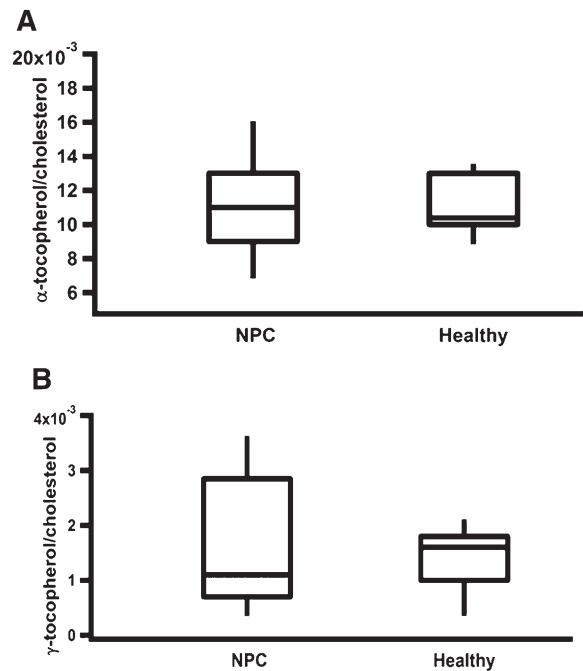 A
20x10⁻³
18
16
14
12
10
8
6
α-tocopherol/cholesterol
NPC Healthy
B
4x10⁻³
3
2
1
0
γ-tocopherol/cholesterol
NPC Healthy